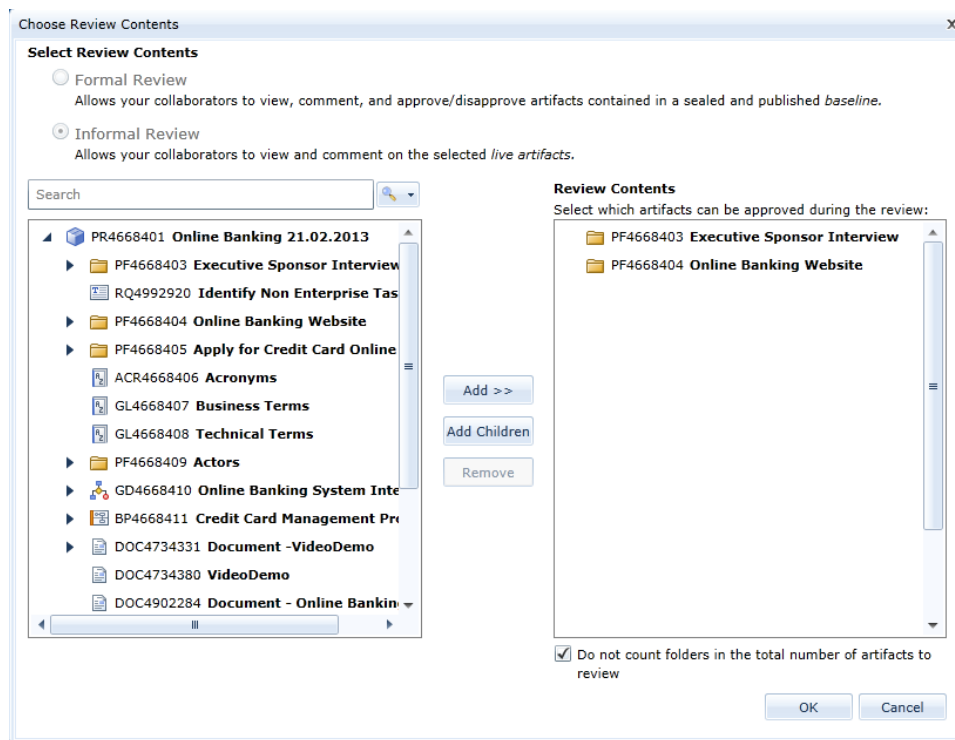 Choose Review Contents
Select Review Contents
Formal Review
Allows your collaborators to view, comment, and approve/disapprove artifacts contained in a sealed and published baseline.
Informal Review
Allows your collaborators to view and comment on the selected live artifacts.
Search
PR4668401 Online Banking 21.02.2013
PF4668403 Executive Sponsor Interview
RQ4992920 Identify Non Enterprise Tas
PF4668404 Online Banking Website
PF4668405 Apply for Credit Card Online
ACR4668406 Acronyms
GL4668407 Business Terms
GL4668408 Technical Terms
PF4668409 Actors
GD4668410 Online Banking System Inte
BP4668411 Credit Card Management Pro
DOC4734331 Document -VideoDemo
DOC4734380 VideoDemo
DOC4902284 Document - Online Banking
Add >>
Add Children
Remove
Review Contents
Select which artifacts can be approved during the review:
PF4668403 Executive Sponsor Interview
PF4668404 Online Banking Website
Do not count folders in the total number of artifacts to
review
OK
Cancel